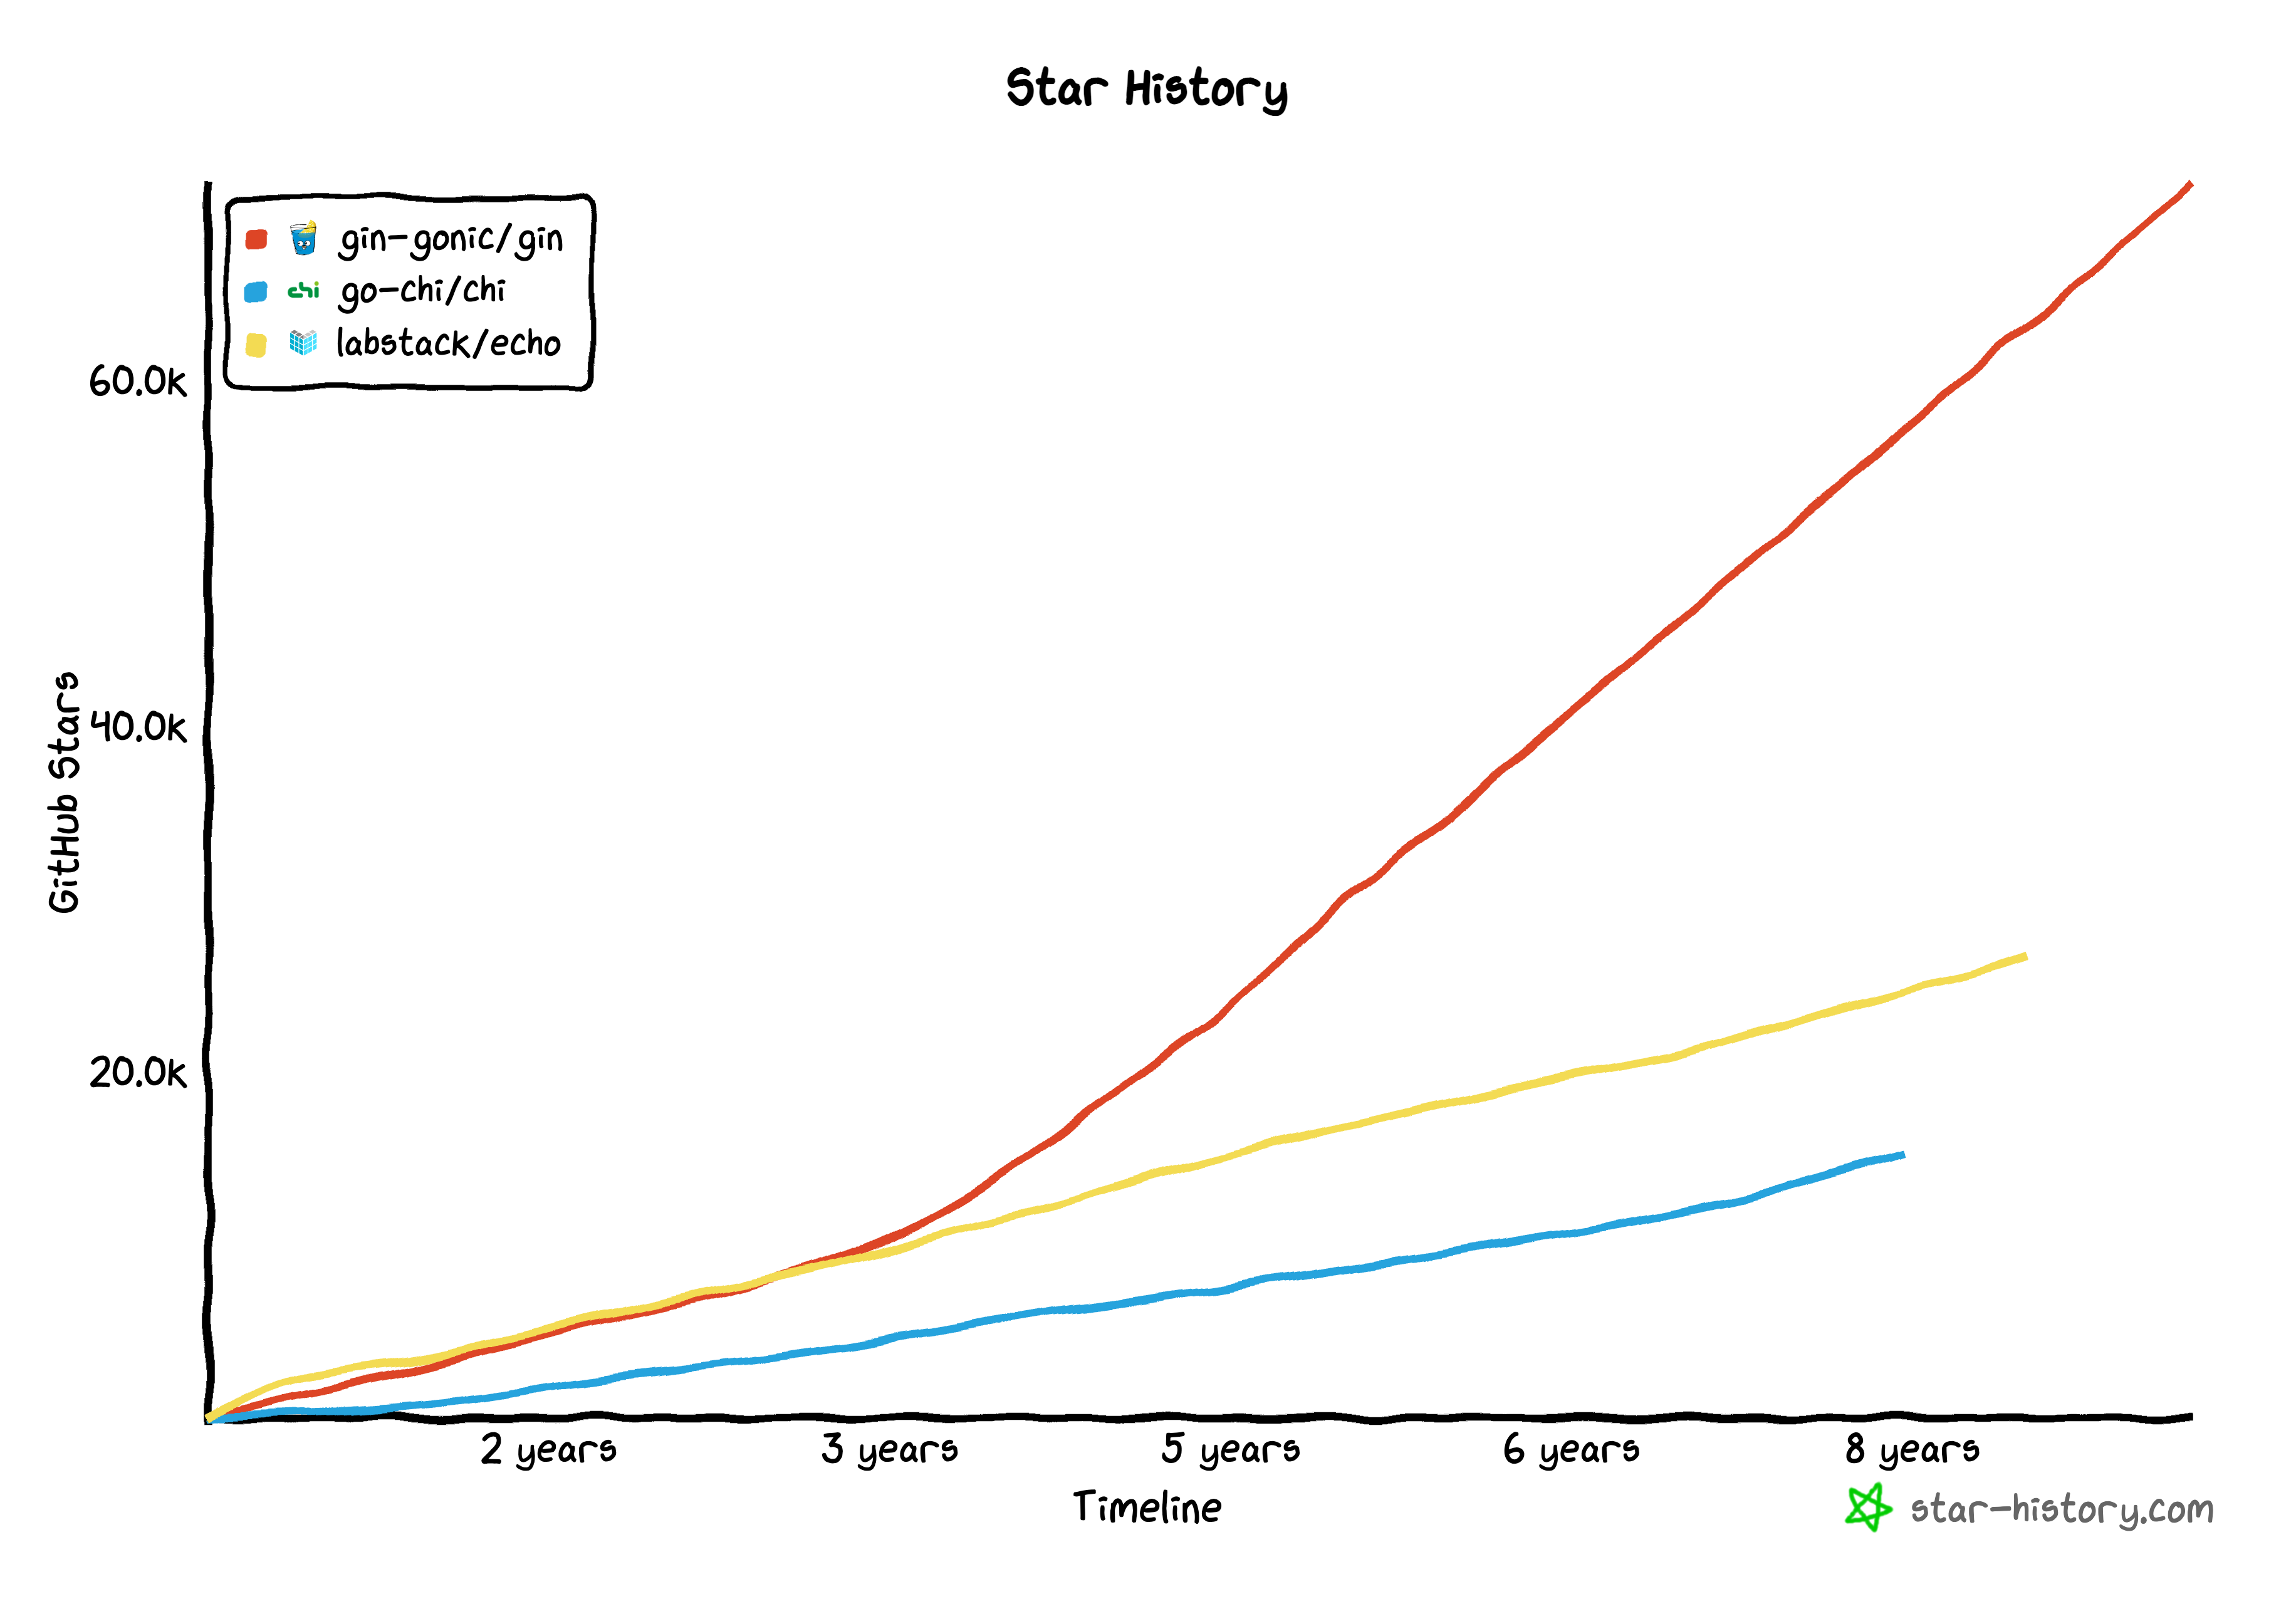 Star History
gin-gonic/gin
chi go-chi/chi
labstack/echo
60.0K
40.0K
20.0K
GitHub Stars
2 years
3 years
5 years
6 years
8 years
Timeline
star-history.com